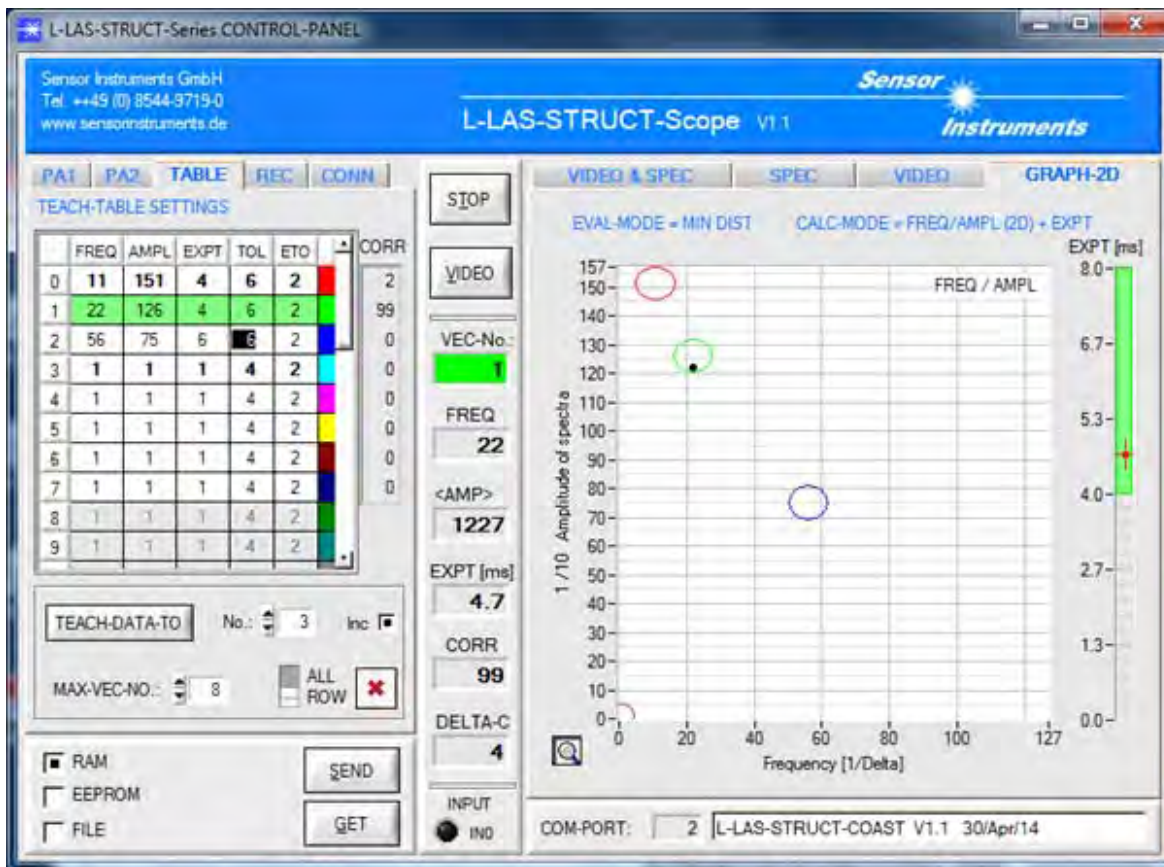 L-LAS-STRUCT-Series CONTROL-PANEL
Sensor Instruments GmbH
Tel. ++49 (0) 8544-9719-0
www.sensorinstruments.de
L-LAS-STRUCT-Scope V1.1
Sensor
Instruments
PA1 PA2 TABLE REC CONN
TEACH-TABLE SETTINGS
FREQ AMPL EXPT TOL ETO CORR
0 11 151 4 6 2 2
1 22 126 4 6 2 99
2 56 75 6 6 2 0
3 1 1 1 4 2 0
4 1 1 1 4 2 0
5 1 1 1 4 2 0
6 1 1 1 4 2 0
7 1 1 1 4 2 0
8 1 1 1 4 2
9 1 1 1 4 2
TEACH-DATA-TO No.: 3 Inc
MAX-VEC-NO.: 8 ALL
ROW
RAM
EEPROM
FILE
SEND
GET
STOP
VIDEO
VEC-No.:
1
FREQ
22
<AMP>
1227
EXPT [ms]
4.7
CORR
99
DELTA-C
4
INPUT
IN0
VIDEO & SPEC SPEC VIDEO GRAPH-2D
EVAL-MODE = MIN DIST CALC-MODE = FREQ/AMPL (2D) + EXPT
EXPT [ms]
FREQ / AMPL
157
150
140
130
120
110
100
90
80
70
60
50
40
30
20
10
0
1 /10 Amplitude of spectra
0 20 40 60 80 100 127
Frequency [1/Delta]
8.0
6.7
5.3
4.0
2.7
1.3
0.0
COM-PORT: 2 L-LAS-STRUCT-COAST V1.1 30/Apr/14